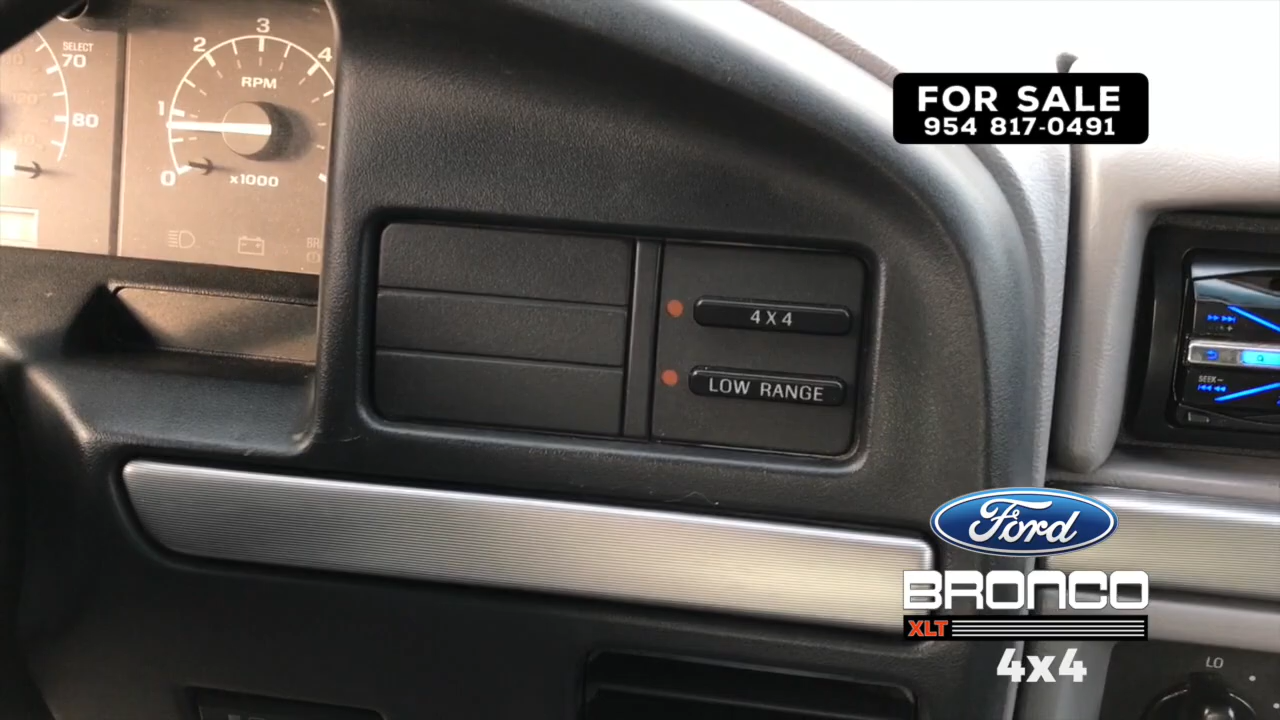 SELECT
70
80
0
1
2
3
4
RPM
x1000
FOR SALE
954 817-0491
4X4
LOW RANGE
SEEK-
Ford
BRONCO
XLT
4x4
LO